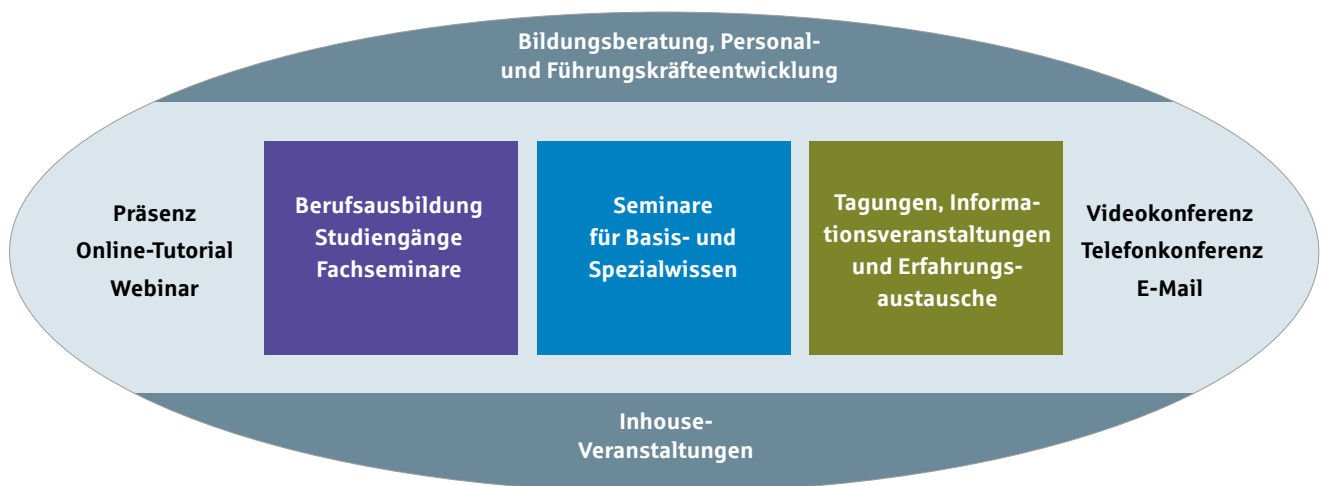 Bildungsberatung, Personal-
und Führungskräfteentwicklung
Präsenz
Online-Tutorial
Webinar
Berufsausbildung
Studiengänge
Fachseminare
Seminare
für Basis- und
Spezialwissen
Tagungen, Informa-
tionsveranstaltungen
und Erfahrungs-
austausche
Videokonferenz
Telefonkonferenz
E-Mail
Inhouse-
Veranstaltungen